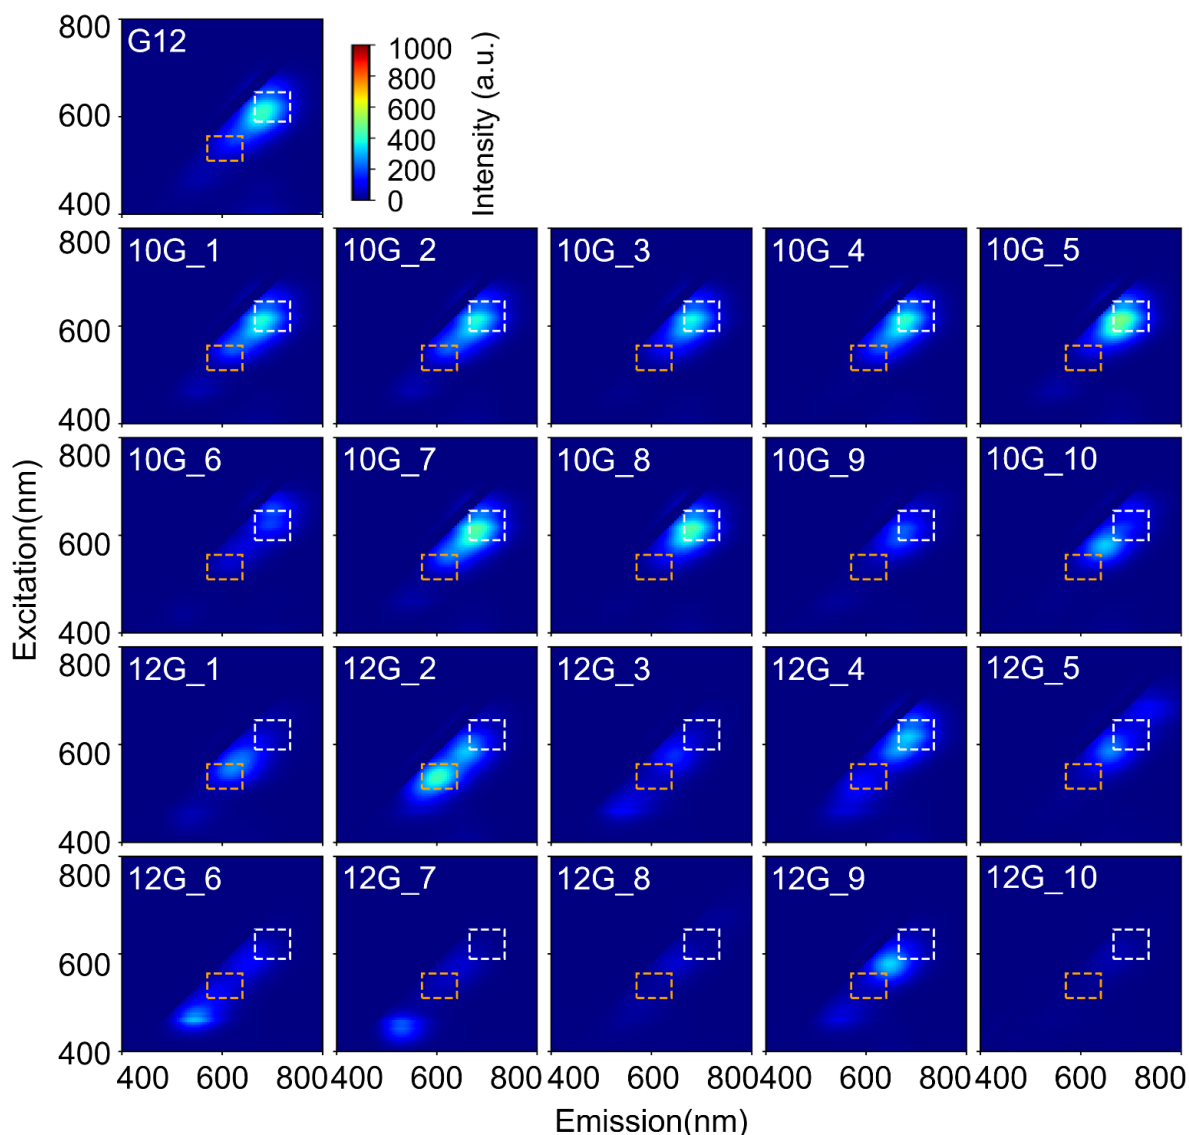 800
G12
1000
800
600
400
200
0
Intensity (a.u.)
600
400
800
10G_1
10G_2
10G_3
10G_4
10G_5
600
400
800
10G_6
10G_7
10G_8
10G_9
10G_10
600
400
Excitation(nm)
800
12G_1
12G_2
12G_3
12G_4
12G_5
600
400
800
12G_6
12G_7
12G_8
12G_9
12G_10
600
400
400 600 800 400 600 800 400 600 800 400 600 800 400 600 800
Emission(nm)